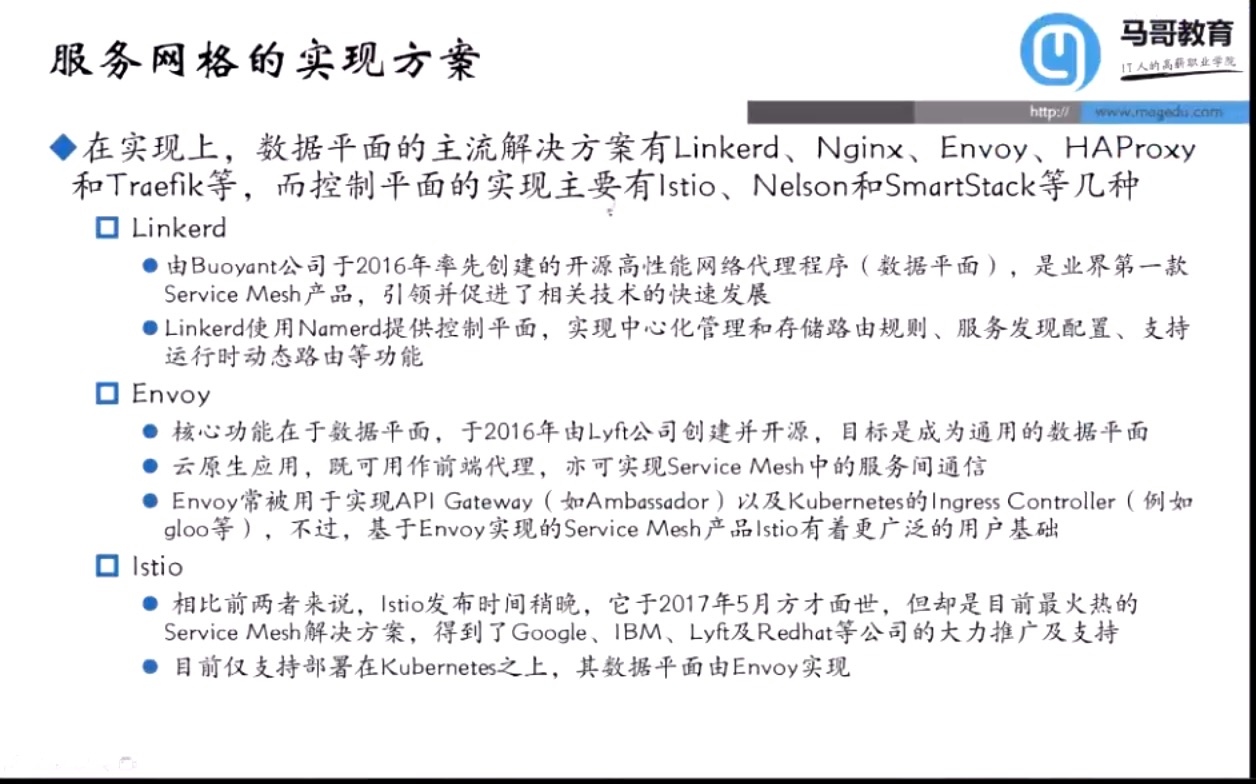 服务网格的实现方案
马哥教育
IT人的高薪职业学院
http:// www.magedu.com
在实现上，数据平面的主流解决方案有Linkerd、Nginx、Envoy、HAProxy
和Traefik等，而控制平面的实现主要有Istio、Nelson和SmartStack等几种
Linkerd
由Buoyant公司于2016年率先创建的开源高性能网络代理程序（数据平面），是业界第一款
Service Mesh产品，引领并促进了相关技术的快速发展
Linkerd使用Namerd提供控制平面，实现中心化管理和存储路由规则、服务发现配置、支持
运行时动态路由等功能
Envoy
核心功能在于数据平面，于2016年由Lyft公司创建并开源，目标是成为通用的数据平面
云原生应用，既可用作前端代理，亦可实现Service Mesh中的服务间通信
Envoy常被用于实现API Gateway（如Ambassador）以及Kubernetes的Ingress Controller（例如
gloo等），不过，基于Envoy实现的Service Mesh产品Istio有着更广泛的用户基础
Istio
相比前两者来说，Istio发布时间稍晚，它于2017年5月方才面世，但却是目前最火热的
Service Mesh解决方案，得到了Google、IBM、Lyft及Redhat等公司的大力推广及支持
目前仅支持部署在Kubernetes之上，其数据平面由Envoy实现